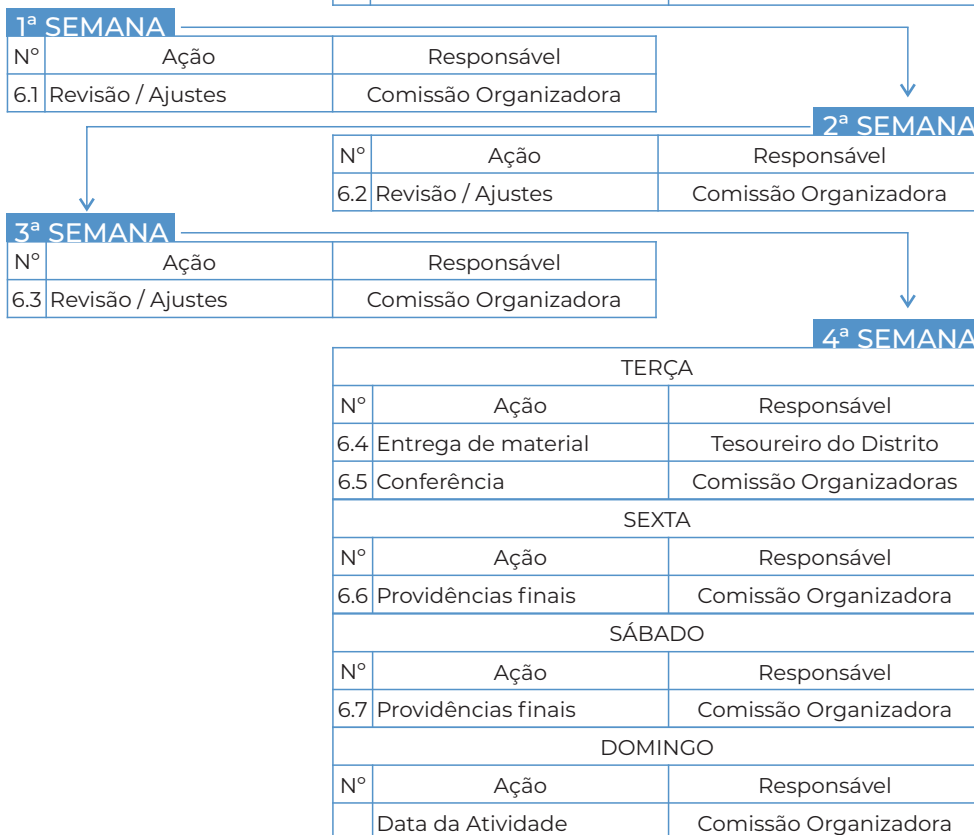 1ª SEMANA
Nº Ação Responsável
6.1 Revisão / Ajustes Comissão Organizadora
2ª SEMANA
Nº Ação Responsável
6.2 Revisão / Ajustes Comissão Organizadora
3ª SEMANA
Nº Ação Responsável
6.3 Revisão / Ajustes Comissão Organizadora
4ª SEMANA
TERÇA
Nº Ação Responsável
6.4 Entrega de material Tesoureiro do Distrito
6.5 Conferência Comissão Organizadoras
SEXTA
Nº Ação Responsável
6.6 Providências finais Comissão Organizadora
SÁBADO
Nº Ação Responsável
6.7 Providências finais Comissão Organizadora
DOMINGO
Nº Ação Responsável
Data da Atividade Comissão Organizadora